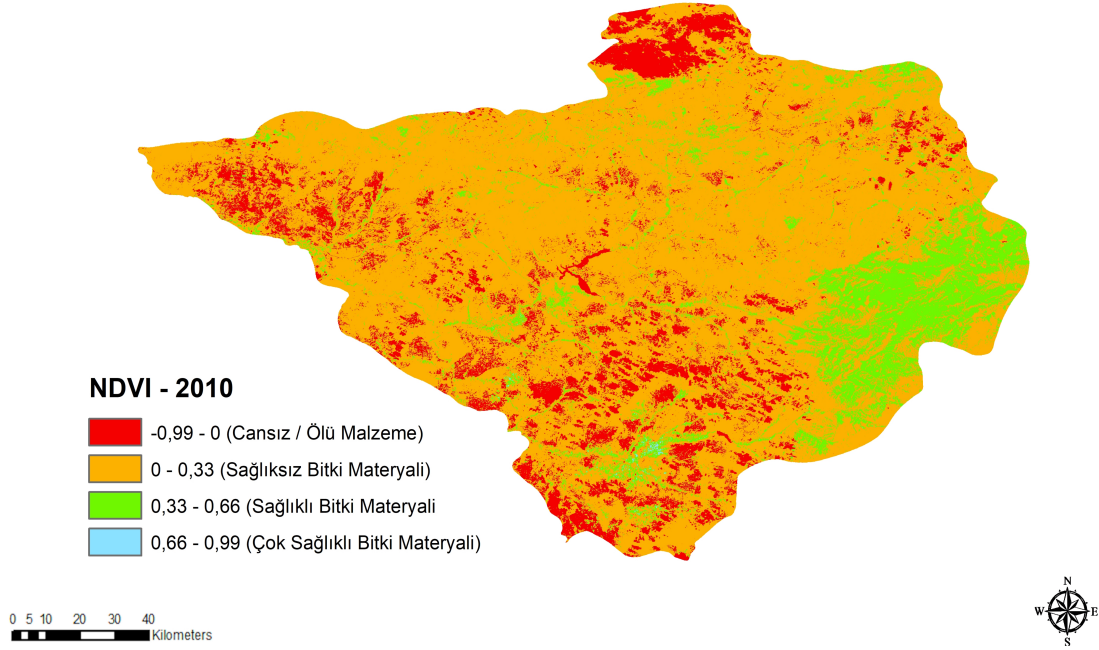 NDVI - 2010
-0,99 - 0 (Cansız / Ölü Malzeme)
0 - 0,33 (Sağlıksız Bitki Materyali)
0,33 - 0,66 (Sağlıklı Bitki Materyali
0,66 - 0,99 (Çok Sağlıklı Bitki Materyali)
0 5 10 20 30 40
Kilometers
N
W E
S